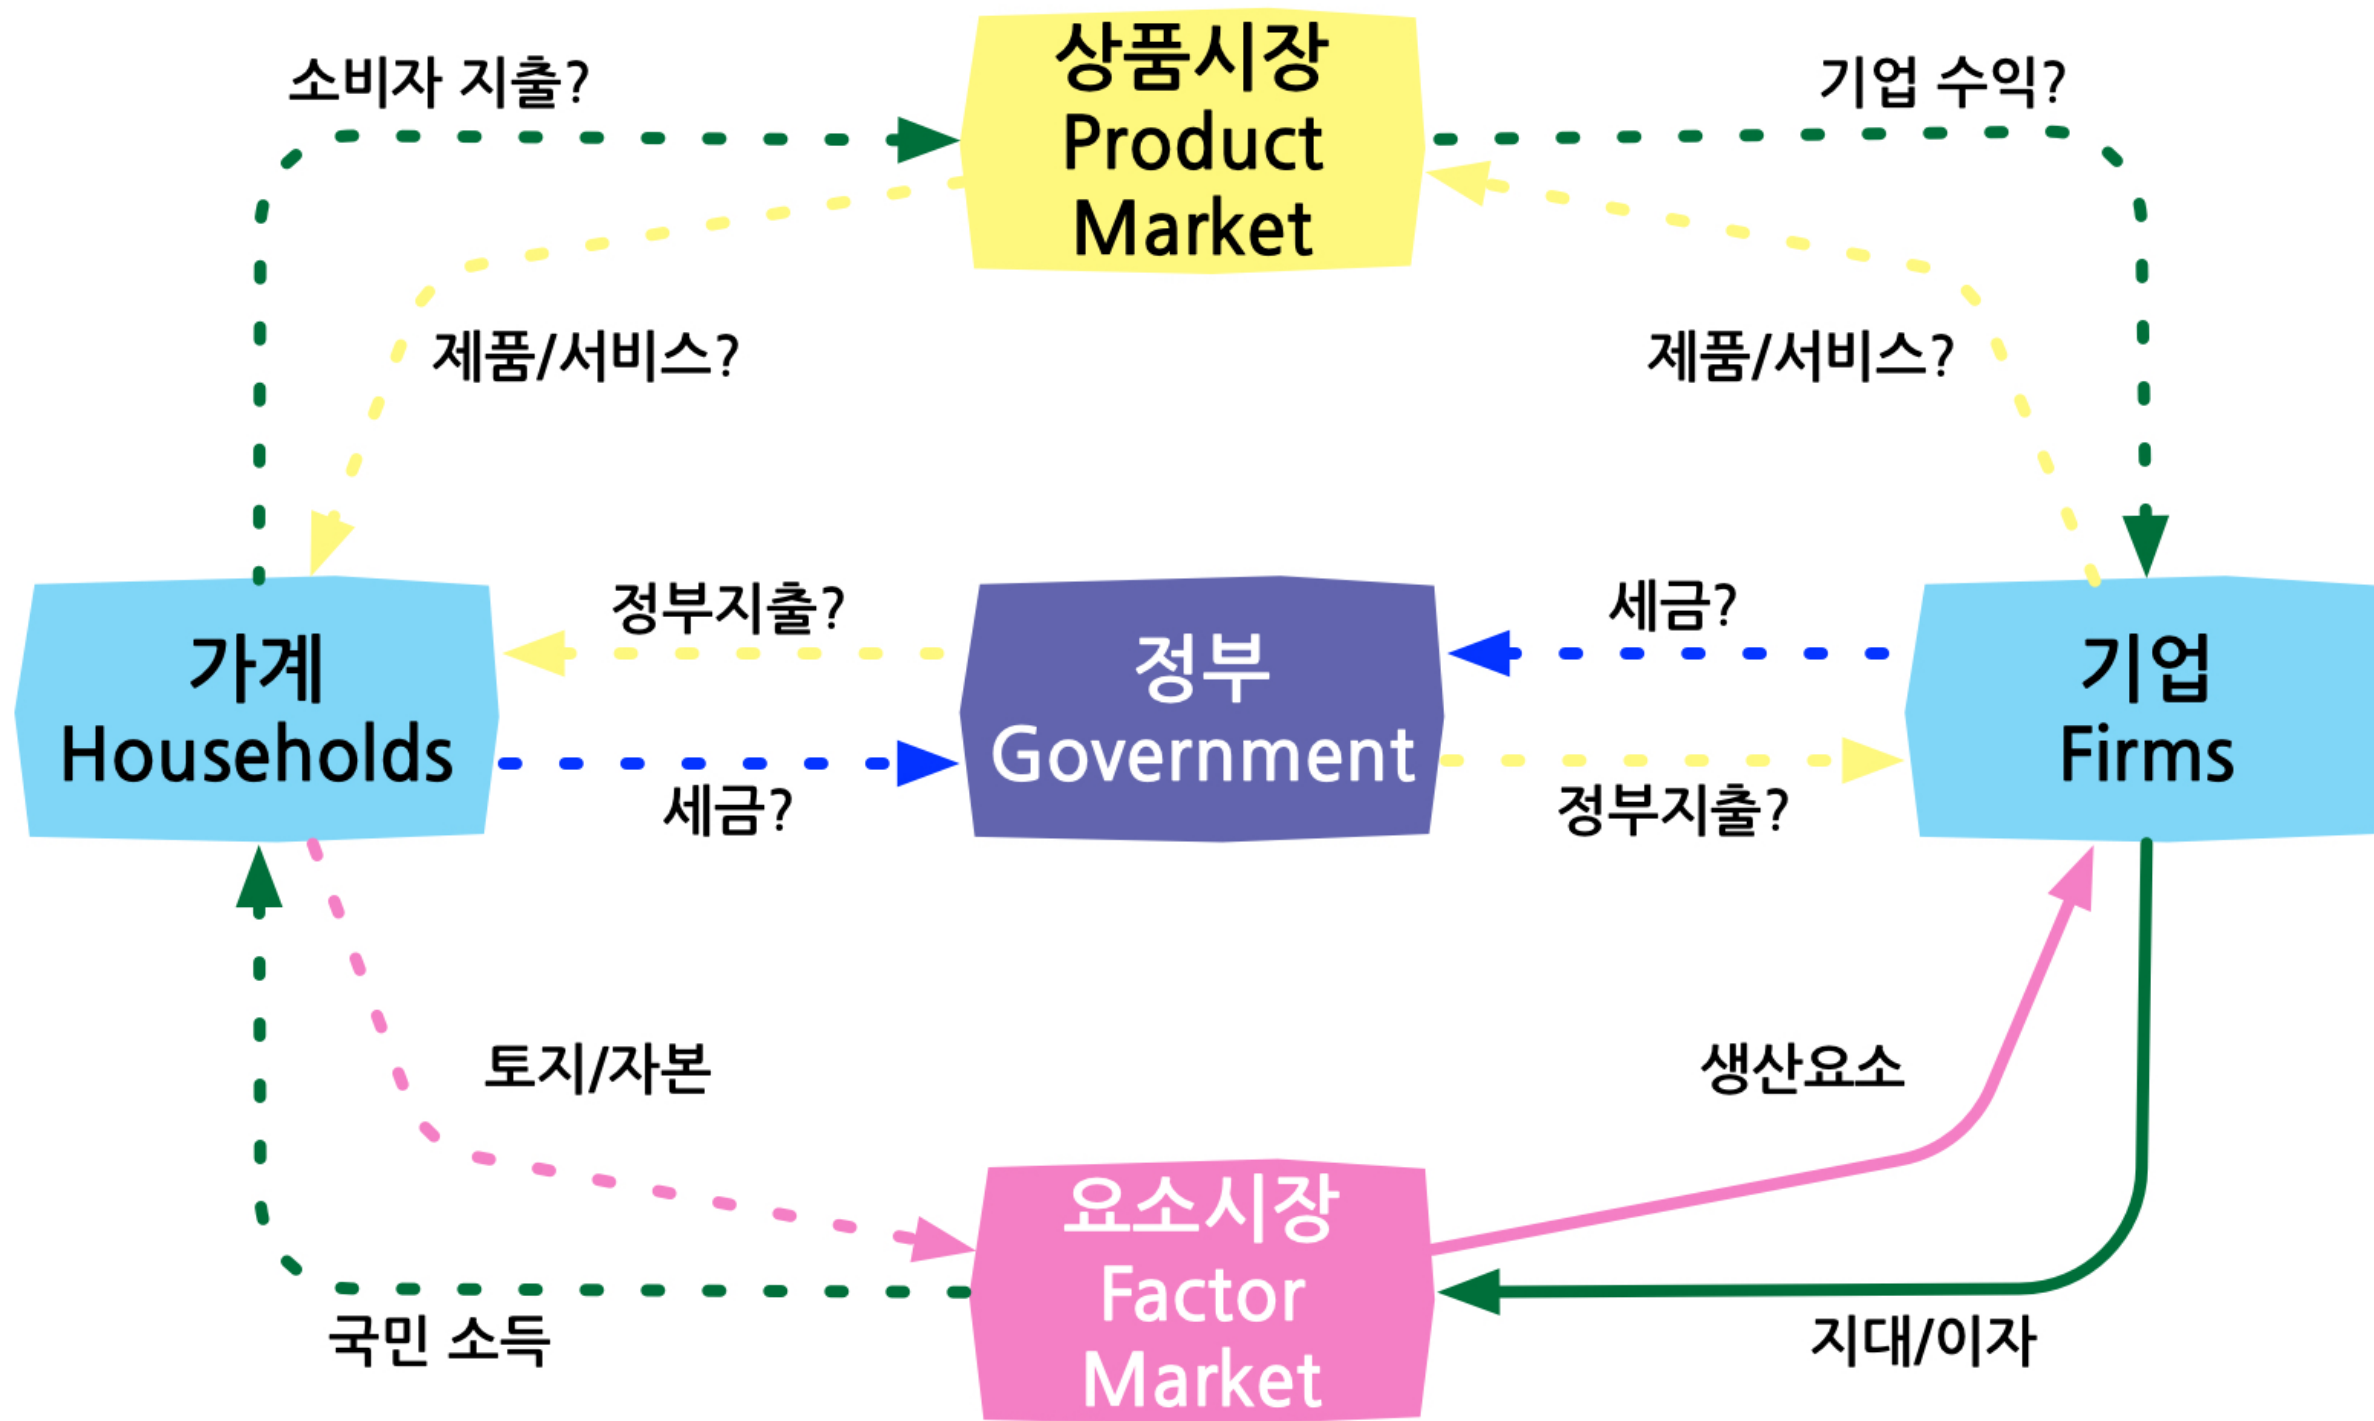 소비자 지출?
상품시장
Product
Market
기업 수익?
제품/서비스?
제품/서비스?
가계
Households
정부지출?
세금?
정부
Government
세금?
정부지출?
기업
Firms
토지/자본
생산요소
국민 소득
요소시장
Factor
Market
지대/이자